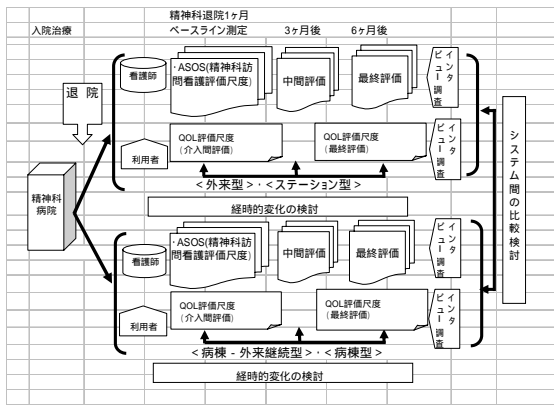 精神科退院1ヶ月
入院治療
ベースライン測定
3ヶ月後
6ヶ月後
退 院
精神科
病院
看護師
・ASOS(精神科訪
問看護評価尺度)
中間評価
最終評価
インタ
ビュー
調査
利用者
QOL評価尺度
(介入間評価)
QOL評価尺度
(最終評価)
インタ
ビュー
調査
<外来型>・<ステーション型>
経時的変化の検討
看護師
・ASOS(精神科訪
問看護評価尺度)
中間評価
最終評価
インタ
ビュー
調査
利用者
QOL評価尺度
(介入間評価)
QOL評価尺度
(最終評価)
インタ
ビュー
調査
<病棟‐外来継続型>・<病棟型>
経時的変化の検討
システム間の比較検討